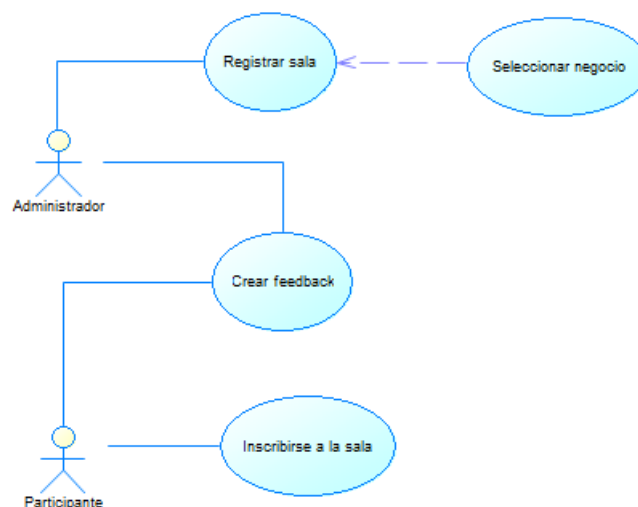 Registrar sala
Seleccionar negocio
Administrador
Crear feedback
Inscribirse a la sala
Participante